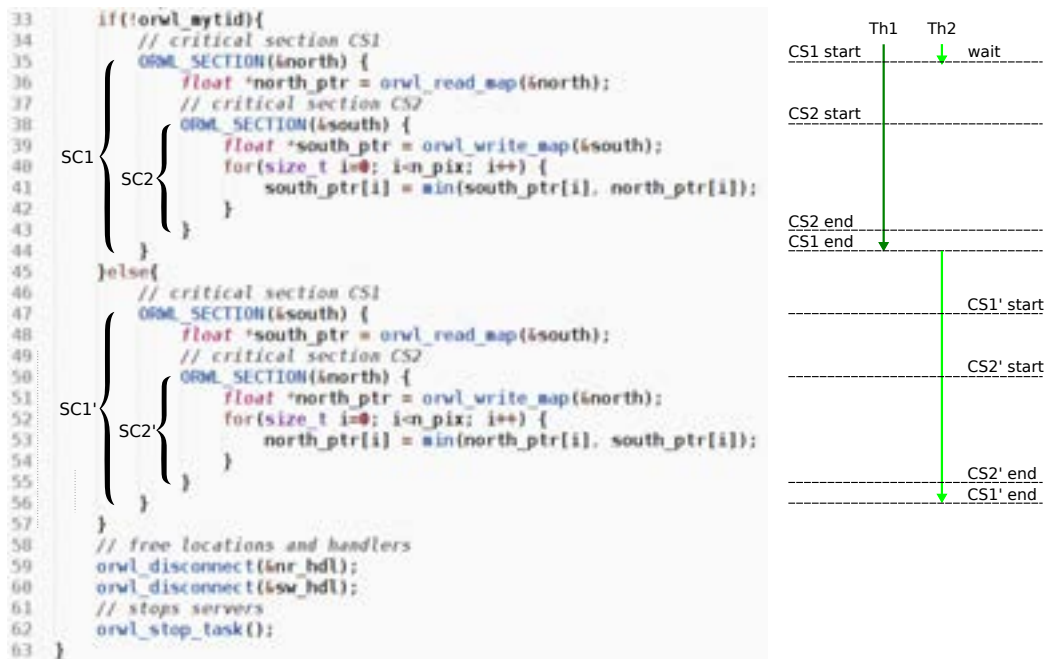 33 if(!orwl_mytid){
34 // critical section CS1
35 ORWL_SECTION(&north) {
36 float *north_ptr = orwl_read_map(&north);
37 // critical section CS2
38 ORWL_SECTION(&south) {
39 float *south_ptr = orwl_write_map(&south);
40 for(size_t i=0; i<n_pix; i++) {
41 south_ptr[i] = min(south_ptr[i], north_ptr[i]);
42 }
43 }
44 }
45 }else{
46 // critical section CS1
47 ORWL_SECTION(&south) {
48 float *south_ptr = orwl_read_map(&south);
49 // critical section CS2
50 ORWL_SECTION(&north) {
51 float *north_ptr = orwl_write_map(&north);
52 for(size_t i=0; i<n_pix; i++) {
53 north_ptr[i] = min(north_ptr[i], south_ptr[i]);
54 }
55 }
56 }
57 }
58 // free locations and handlers
59 orwl_disconnect(&nr_hdl);
60 orwl_disconnect(&sw_hdl);
61 // stops servers
62 orwl_stop_task();
63 }
SC1
SC2
SC1'
SC2'
Th1 Th2
CS1 start wait
CS2 start
CS2 end
CS1 end
CS1' start
CS2' start
CS2' end
CS1' end